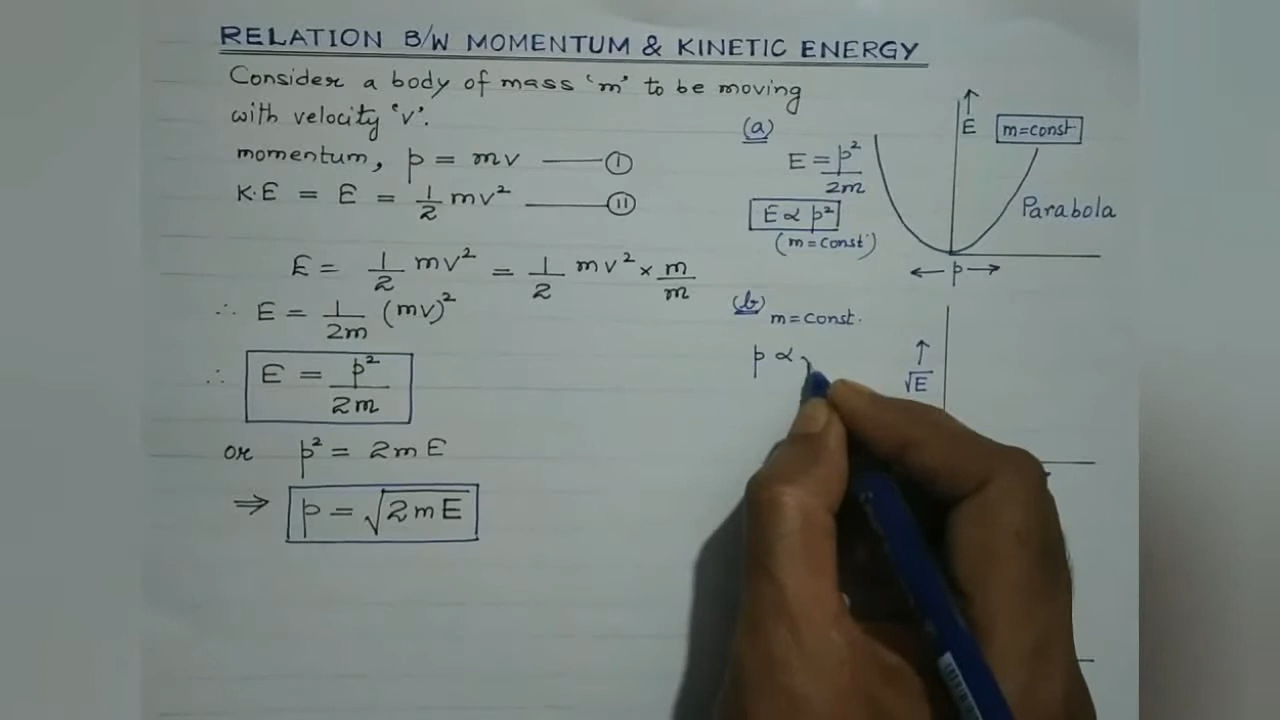 RELATION B/W MOMENTUM & KINETIC ENERGY
Consider a body of mass 'm' to be moving
with velocity 'v'.
momentum, p = mv —— (I)
K.E = E = 1/2 mv² —— (II)
E = 1/2 mv² = 1/2 mv² × m/m
∴ E = 1/2m (mv)²
∴ E = p²/2m
or p² = 2mE
⇒ p = √2mE
(a)
E = p²/2m
E ∝ p²
(m=const)
↑
E
m=const
Parabola
← p →
(b)
m=const.
p ∝
↑
√E